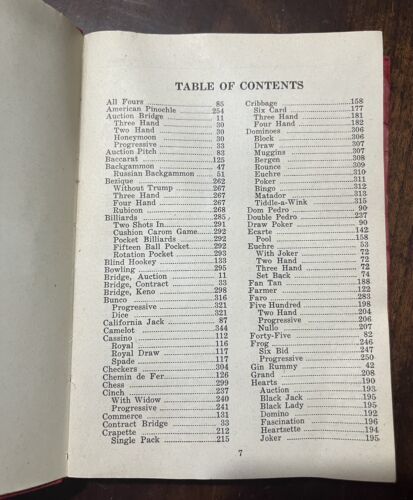 TABLE OF CONTENTS
All Fours 85
American Pinochle 254
Auction Bridge 11
Three Hand 30
Two Hand 30
Honeymoon 30
Progressive 33
Auction Pitch 83
Baccarat 125
Backgammon 47
Russian Backgammon 51
Bezique 262
Without Trump 267
Three Hand 267
Four Hand 267
Rubicon 268
Billiards 285
Two Shots In 291
Cushion Carom Game 292
Pocket Billiards 292
Fifteen Ball Pocket 292
Rotation Pocket 293
Blind Hookey 133
Bowling 295
Bridge, Auction 11
Bridge, Contract 33
Bridge, Keno 298
Bunco 316
Progressive 321
Dice 321
California Jack 87
Camelot 344
Cassino 112
Royal 116
Royal Draw 117
Spade 117
Checkers 304
Chemin de Fer 126
Chess 299
Cinch 237
With Widow 240
Progressive 241
Commerce 131
Contract Bridge 33
Crapette 212
Single Pack 215
Cribbage 158
Six Card 177
Three Hand 181
Four Hand 182
Dominoes 306
Block 306
Draw 307
Muggins 307
Bergen 308
Rounce 309
Euchre 310
Poker 311
Bingo 312
Matador 313
Tiddle-a-Wink 315
Dom Pedro 90
Double Pedro 237
Draw Poker 90
Ecarte 142
Pool 158
Euchre 53
With Joker 72
Two Hand 72
Three Hand 72
Set Back 74
Fan Tan 188
Farmer 122
Faro 283
Five Hundred 198
Two Hand 204
Progressive 206
Nullo 207
Forty-Five 82
Frog 246
Six Bid 247
Progressive 250
Gin Rummy 42
Grand 208
Hearts 190
Auction 193
Black Jack 195
Black Lady 195
Domino 192
Fascination 196
Heartsette 194
Joker 195
7